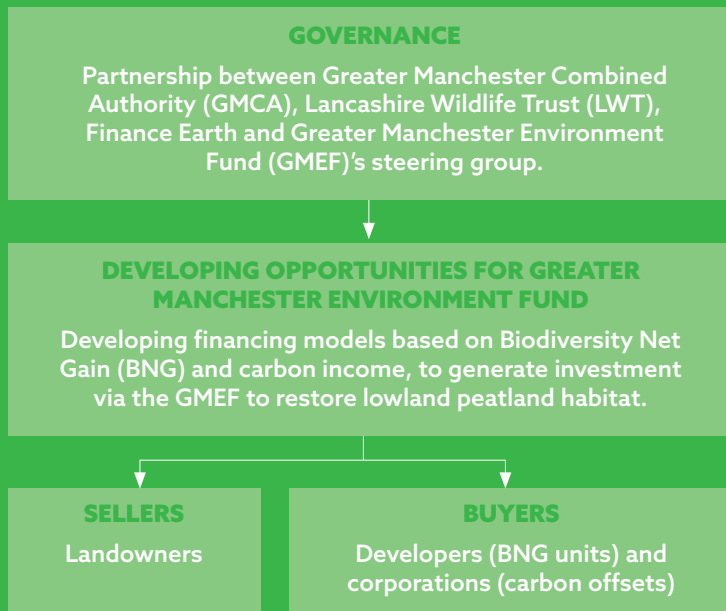 GOVERNANCE
Partnership between Greater Manchester Combined
Authority (GMCA), Lancashire Wildlife Trust (LWT),
Finance Earth and Greater Manchester Environment
Fund (GMEF)’s steering group.
DEVELOPING OPPORTUNITIES FOR GREATER
MANCHESTER ENVIRONMENT FUND
Developing financing models based on Biodiversity Net
Gain (BNG) and carbon income, to generate investment
via the GMEF to restore lowland peatland habitat.
SELLERS
Landowners
BUYERS
Developers (BNG units) and
corporations (carbon offsets)